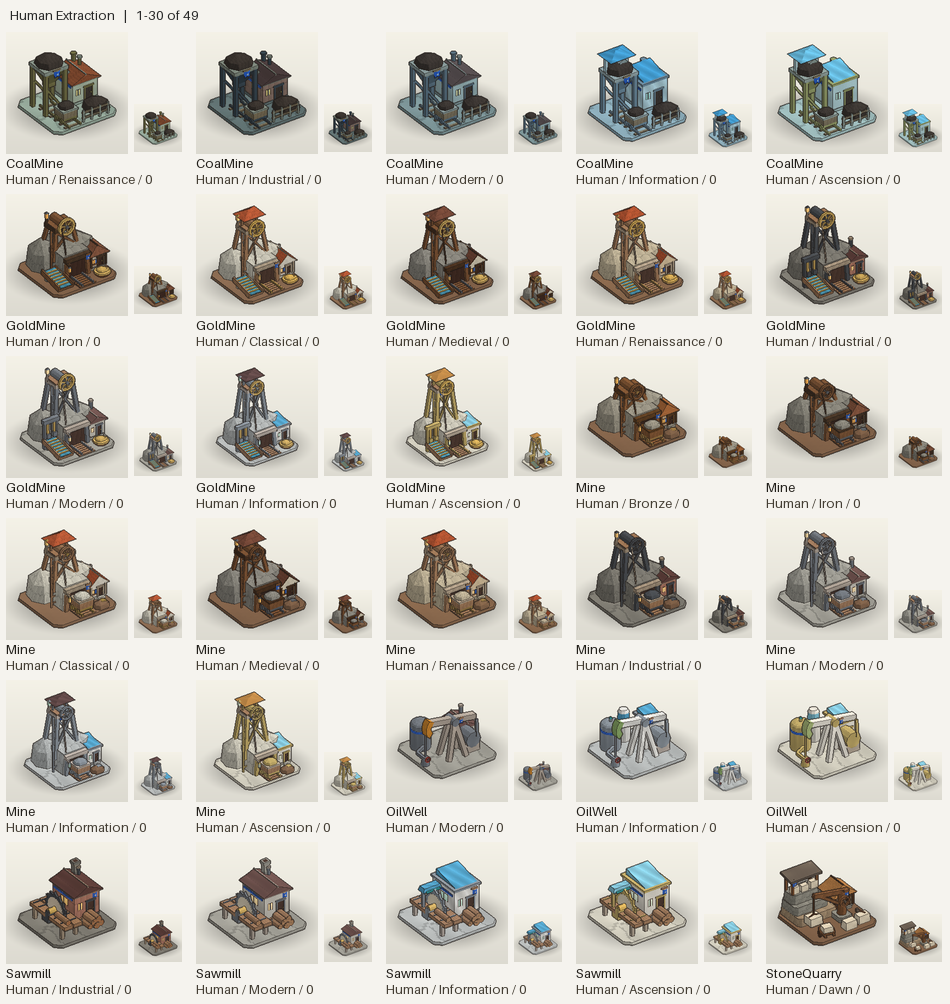 Human Extraction | 1-30 of 49
CoalMine
Human / Renaissance / 0
CoalMine
Human / Industrial / 0
CoalMine
Human / Modern / 0
CoalMine
Human / Information / 0
CoalMine
Human / Ascension / 0
GoldMine
Human / Iron / 0
GoldMine
Human / Classical / 0
GoldMine
Human / Medieval / 0
GoldMine
Human / Renaissance / 0
GoldMine
Human / Industrial / 0
GoldMine
Human / Modern / 0
GoldMine
Human / Information / 0
GoldMine
Human / Ascension / 0
Mine
Human / Bronze / 0
Mine
Human / Iron / 0
Mine
Human / Classical / 0
Mine
Human / Medieval / 0
Mine
Human / Renaissance / 0
Mine
Human / Industrial / 0
Mine
Human / Modern / 0
Mine
Human / Information / 0
Mine
Human / Ascension / 0
OilWell
Human / Modern / 0
OilWell
Human / Information / 0
OilWell
Human / Ascension / 0
Sawmill
Human / Industrial / 0
Sawmill
Human / Modern / 0
Sawmill
Human / Information / 0
Sawmill
Human / Ascension / 0
StoneQuarry
Human / Dawn / 0